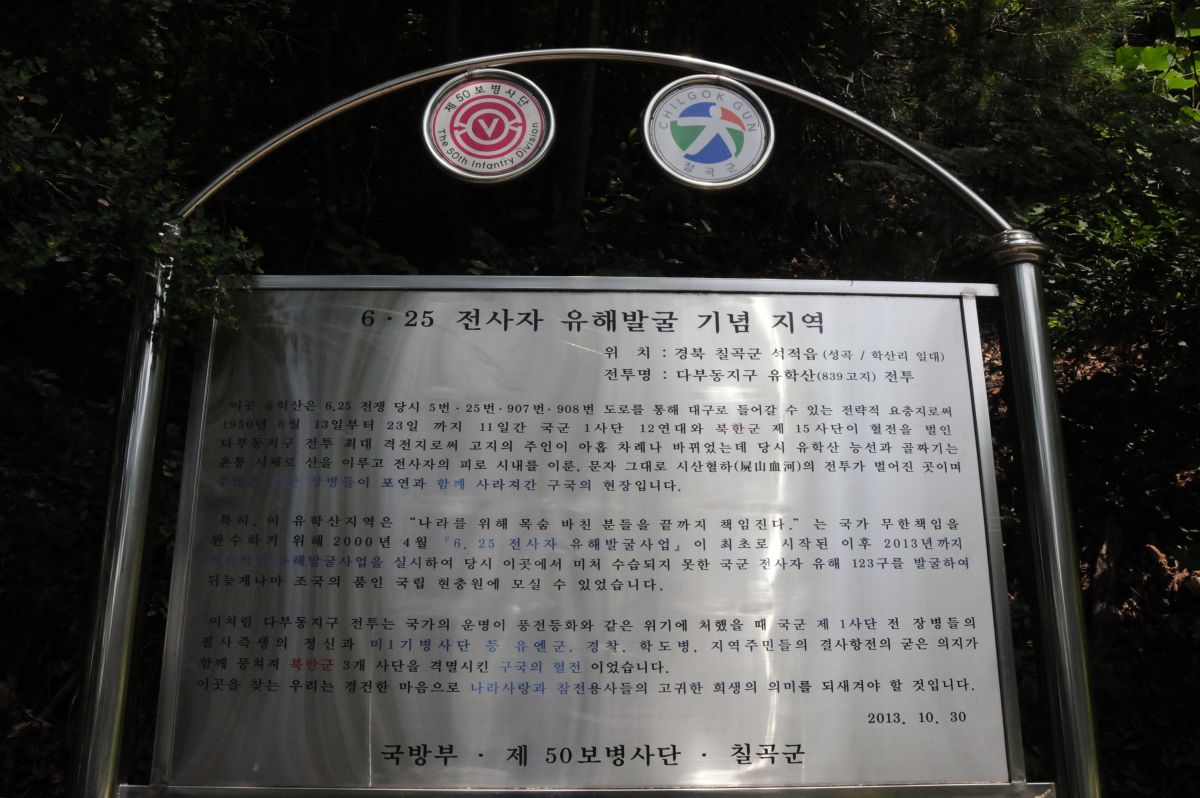 제50보병사단
The 50th Infantry Division
CHILGOK GUN
칠곡군
6·25 전사자 유해발굴 기념 지역
위 치 : 경북 칠곡군 석적읍 (성곡 / 학산리 일대)
전투명 : 다부동지구 유학산(839고지) 전투
이곳 유학산은 6.25 전쟁 당시 5번·25번·907번·908번 도로를 통해 대구로 들어갈 수 있는 전략적 요충지로써
1950년 8월 13일부터 23일 까지 11일간 국군 1사단 12연대와 북한군 제 15사단이 혈전을 벌인
다부동지구 전투 최대 격전지로써 고지의 주인이 아홉 차례나 바뀌었는데 당시 유학산 능선과 골짜기는
온통 시체로 산을 이루고 전사자의 피로 시내를 이룬, 문자 그대로 시산혈하(屍山血河)의 전투가 벌어진 곳이며
수많은 장병들이 포연과 함께 사라져간 구국의 현장입니다.
특히, 이 유학산지역은 “나라를 위해 목숨 바친 분들을 끝까지 책임진다.” 는 국가 무한책임을
완수하기 위해 2000년 4월 『6. 25 전사자 유해발굴사업』이 최초로 시작된 이후 2013년까지
유해발굴사업을 실시하여 당시 이곳에서 미처 수습되지 못한 국군 전사자 유해 123구를 발굴하여
뒤늦게나마 조국의 품인 국립 현충원에 모실 수 있었습니다.
이처럼 다부동지구 전투는 국가의 운명이 풍전등화와 같은 위기에 처했을 때 국군 제 1사단 전 장병들의
필사즉생의 정신과 미1기병사단 등 유엔군, 경찰, 학도병, 지역주민들의 결사항전의 굳은 의지가
함께 뭉쳐져 북한군 3개 사단을 격멸시킨 구국의 혈전 이었습니다.
이곳을 찾는 우리는 경건한 마음으로 나라사랑과 참전용사들의 고귀한 희생의 의미를 되새겨야 할 것입니다.
2013. 10. 30
국방부 · 제 50보병사단 · 칠곡군